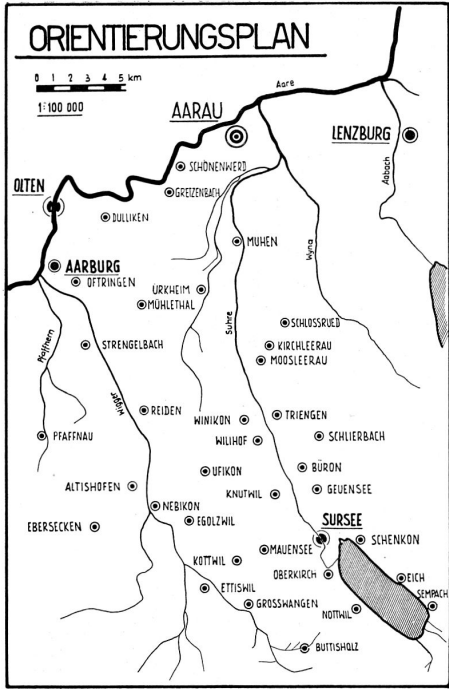 ORIENTIERUNGSPLAN
0 1 2 3 4 5 km
1:100 000
Aare
AARAU
LENZBURG
SCHÖNENWERD
Aabach
GRETZENBACH
OLTEN
DULLIKEN
MUHEN
Wyna
AARBURG
OFTRINGEN
ÜRKHEIM
MÜHLETHAL
Suhre
SCHLOSSRUED
Pfaffnern
STRENGELBACH
KIRCHLEERAU
MOOSLEERAU
Wigger
REIDEN
WINIKON
TRIENGEN
PFAFFNAU
WILIHOF
SCHLIERBACH
UFIKON
BÜRON
ALTISHOFEN
KNUTWIL
GEUENSEE
NEBIKON
EGOLZWIL
SURSEE
EBERSECKEN
SCHENKON
MAUENSEE
KOTTWIL
OBERKIRCH
EICH
ETTISWIL
SEMPACH
GROSSWANGEN
NOTTWIL
BUTTISHOLZ